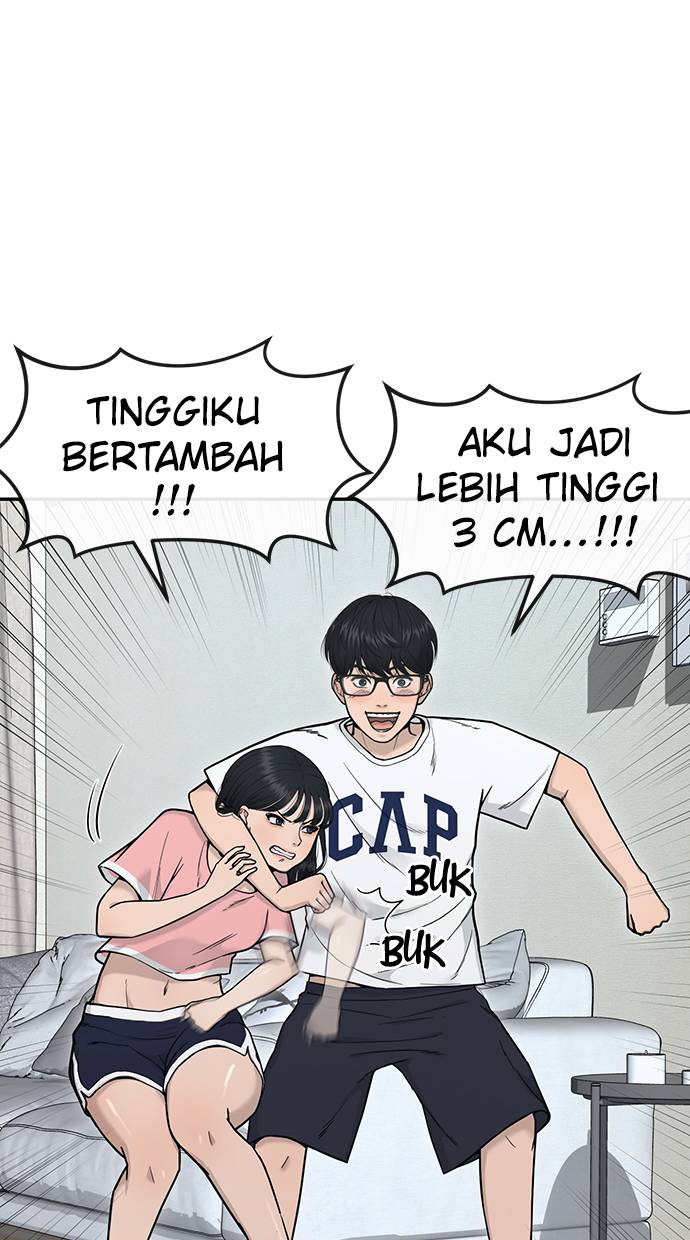 TINGGIKU
BERTAMBAH
!!!
AKU JADI
LEBIH TINGGI
3 CM...!!!
CAP
BUK
BUK